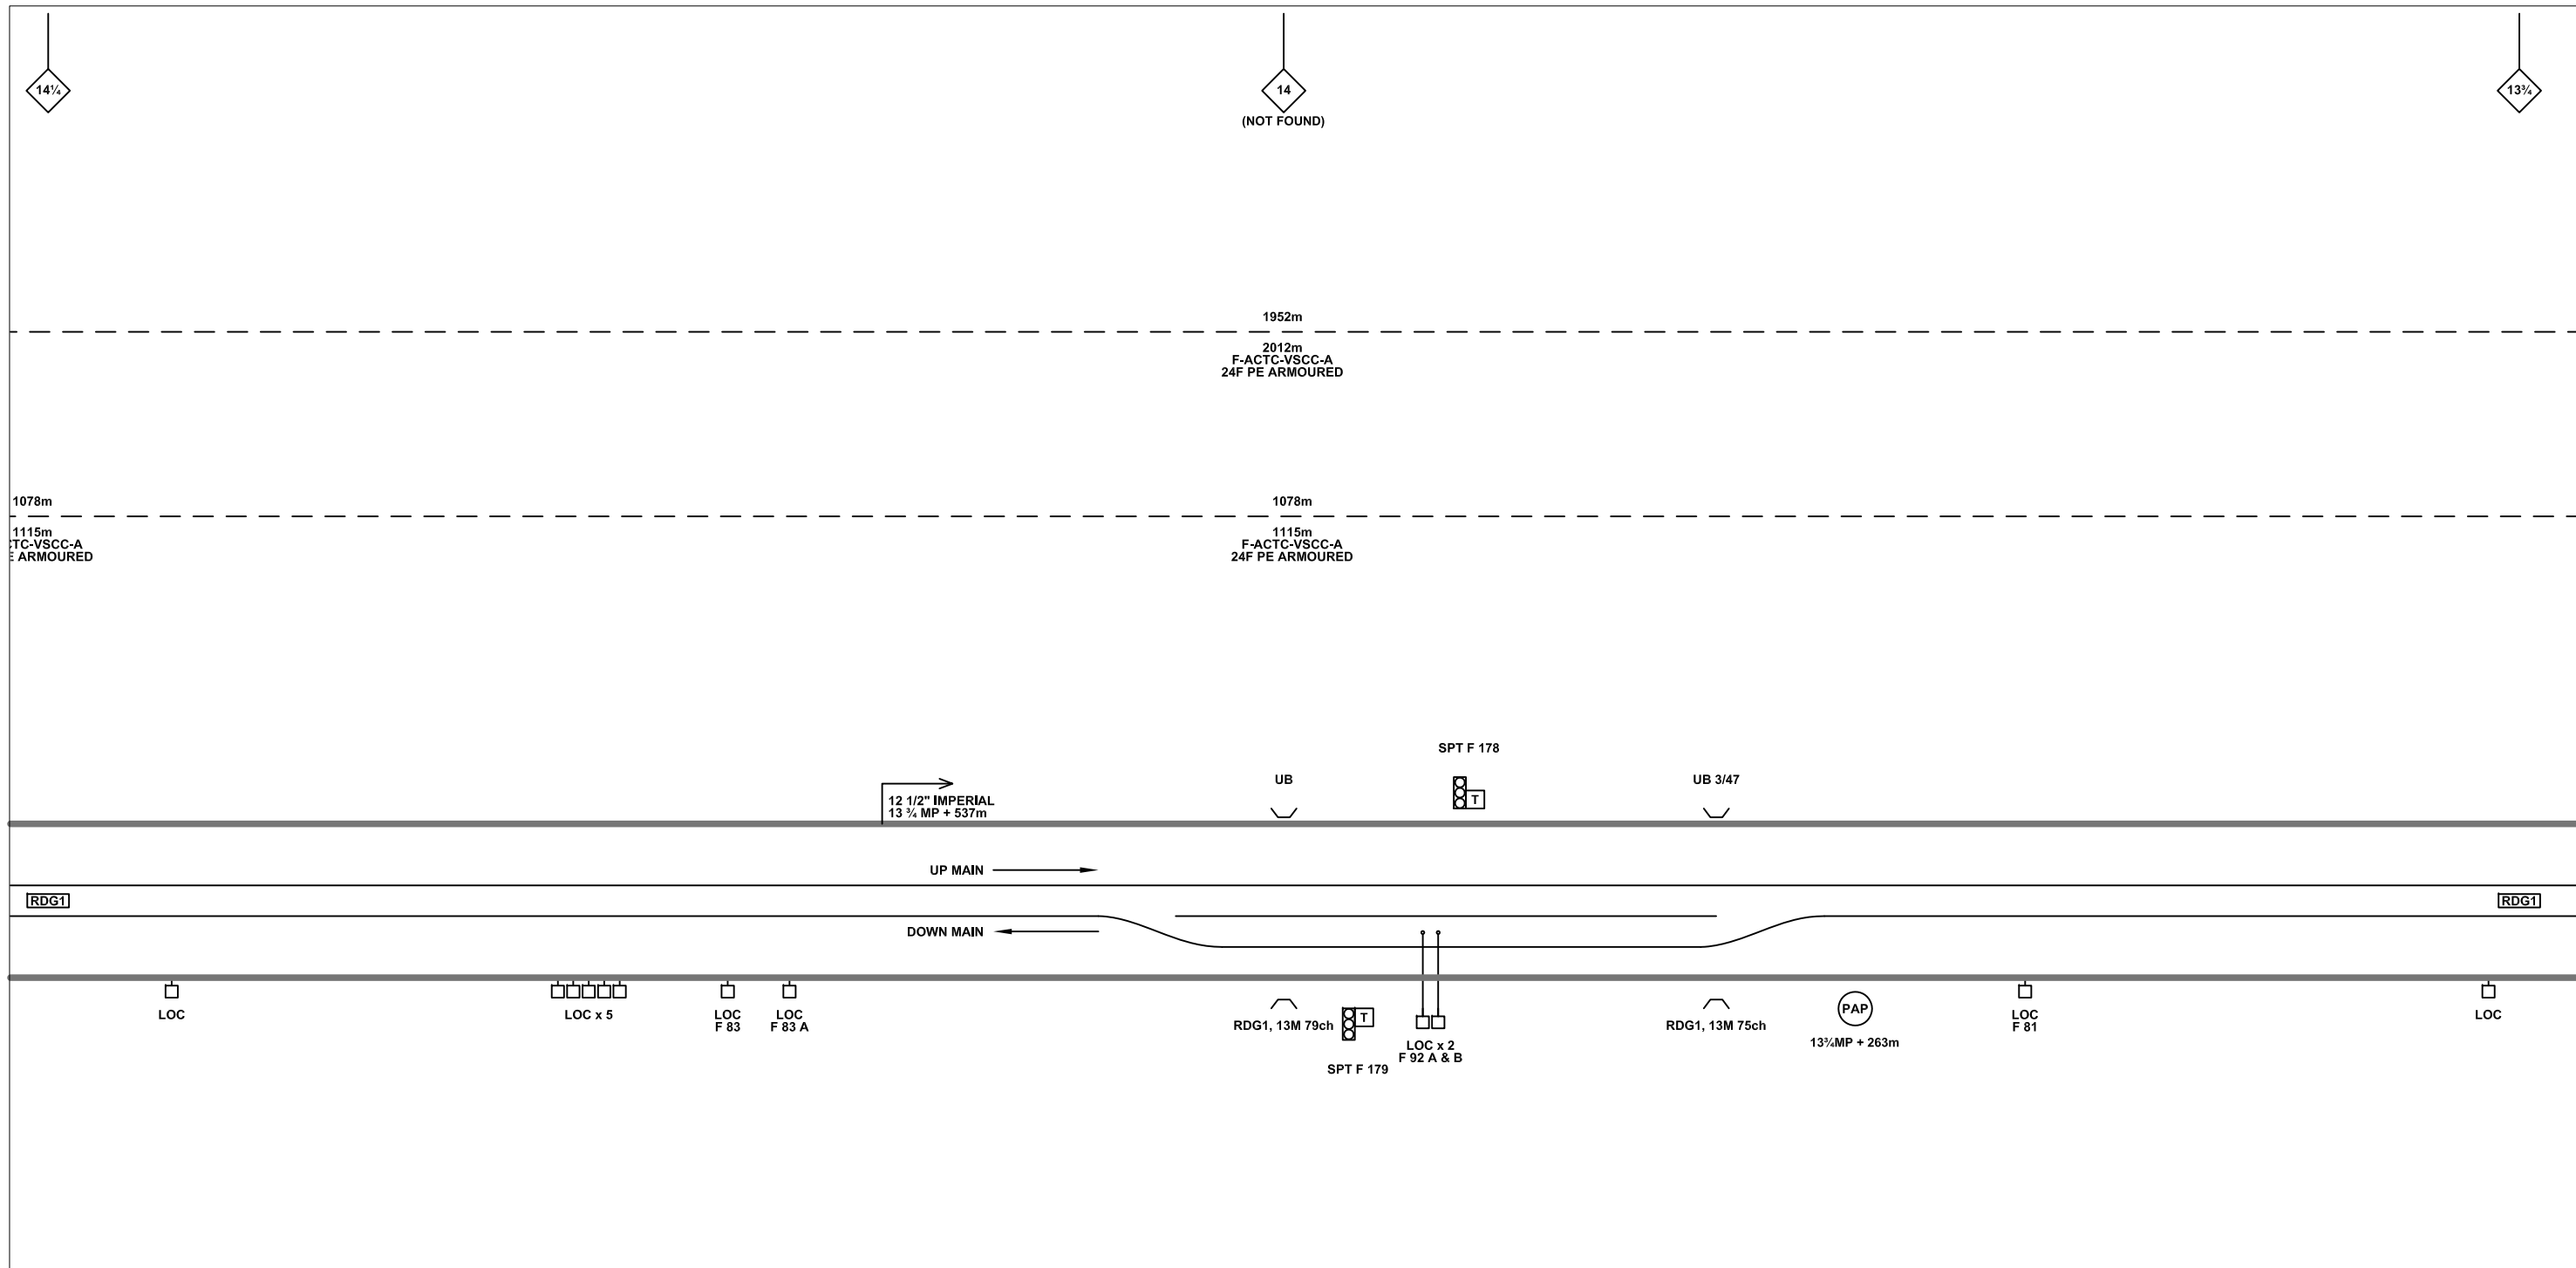 14¼
14
(NOT FOUND)
13¾
1952m
2012m
F-ACTC-VSCC-A
24F PE ARMOURED
1078m
1115m
TC-VSCC-A
E ARMOURED
1078m
1115m
F-ACTC-VSCC-A
24F PE ARMOURED
SPT F 178
T
UB
UB 3/47
12 1/2" IMPERIAL
13 ¾ MP + 537m
UP MAIN
RDG1
RDG1
DOWN MAIN
LOC
LOC x 5
LOC
F 83
LOC
F 83 A
RDG1, 13M 79ch
T
SPT F 179
LOC x 2
F 92 A & B
RDG1, 13M 75ch
PAP
13¾MP + 263m
LOC
F 81
LOC